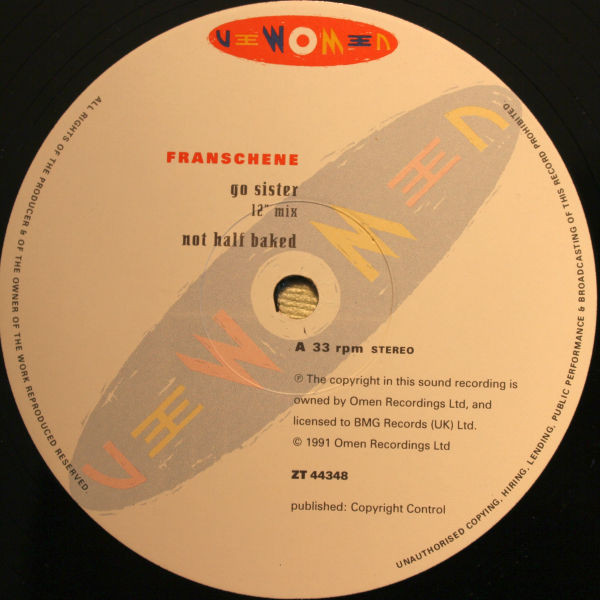 FRANSCHENE
go sister
12" mix
not half baked
A 33 rpm STEREO
℗ The copyright in this sound recording is
owned by Omen Recordings Ltd, and
licensed to BMG Records (UK) Ltd.
© 1991 Omen Recordings Ltd
ZT 44348
published: Copyright Control
ALL RIGHTS OF THE PRODUCER & OF THE OWNER OF THE WORK REPRODUCED RESERVED.
UNAUTHORISED COPYING, HIRING, LENDING, PUBLIC PERFORMANCE & BROADCASTING OF THIS RECORD PROHIBITED